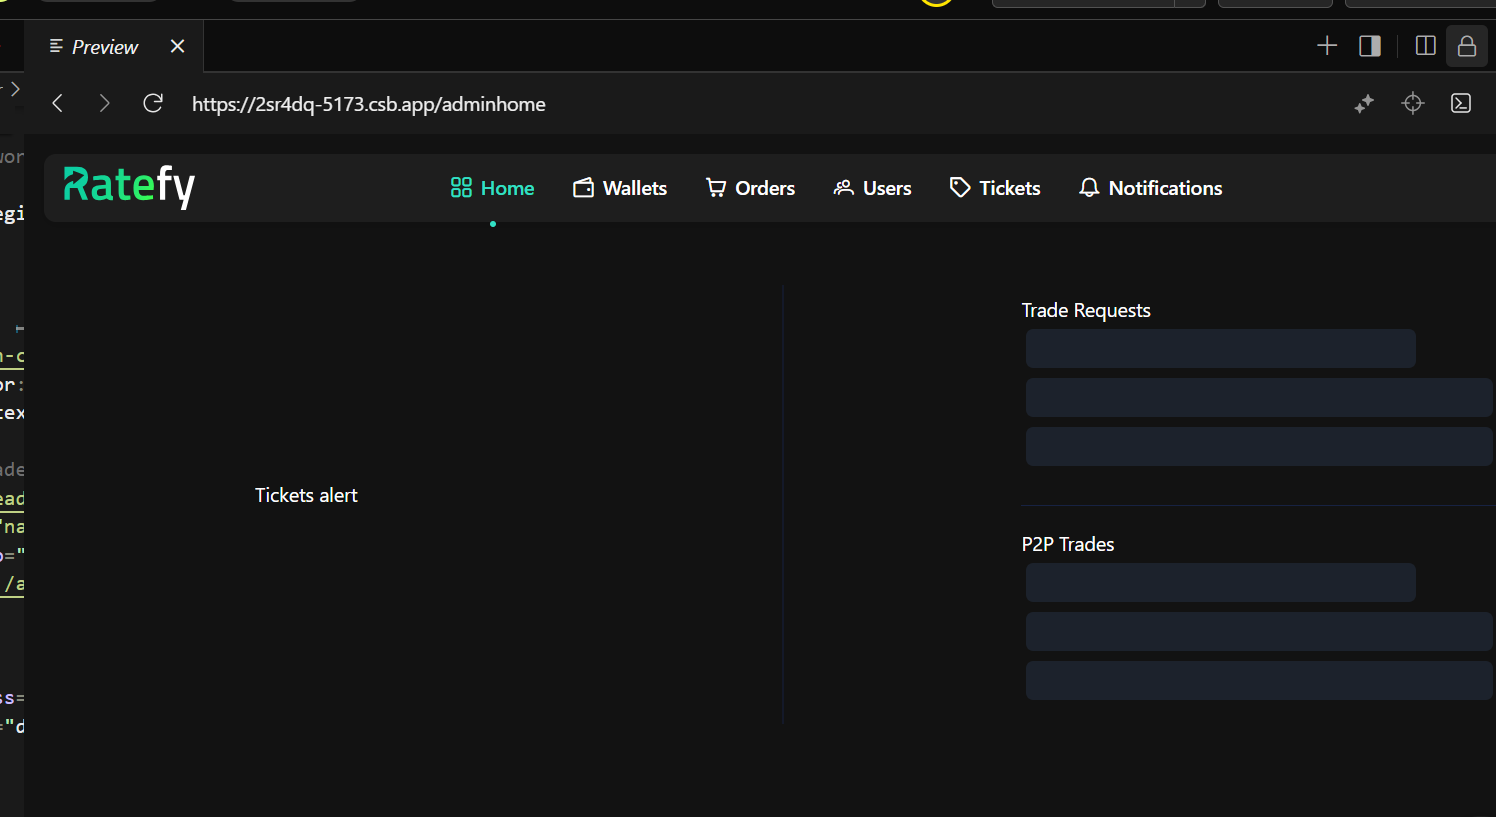 Preview
https://2sr4dq-5173.csb.app/adminhome
Ratefy
Home
Wallets
Orders
Users
Tickets
Notifications
Trade Requests
Tickets alert
P2P Trades